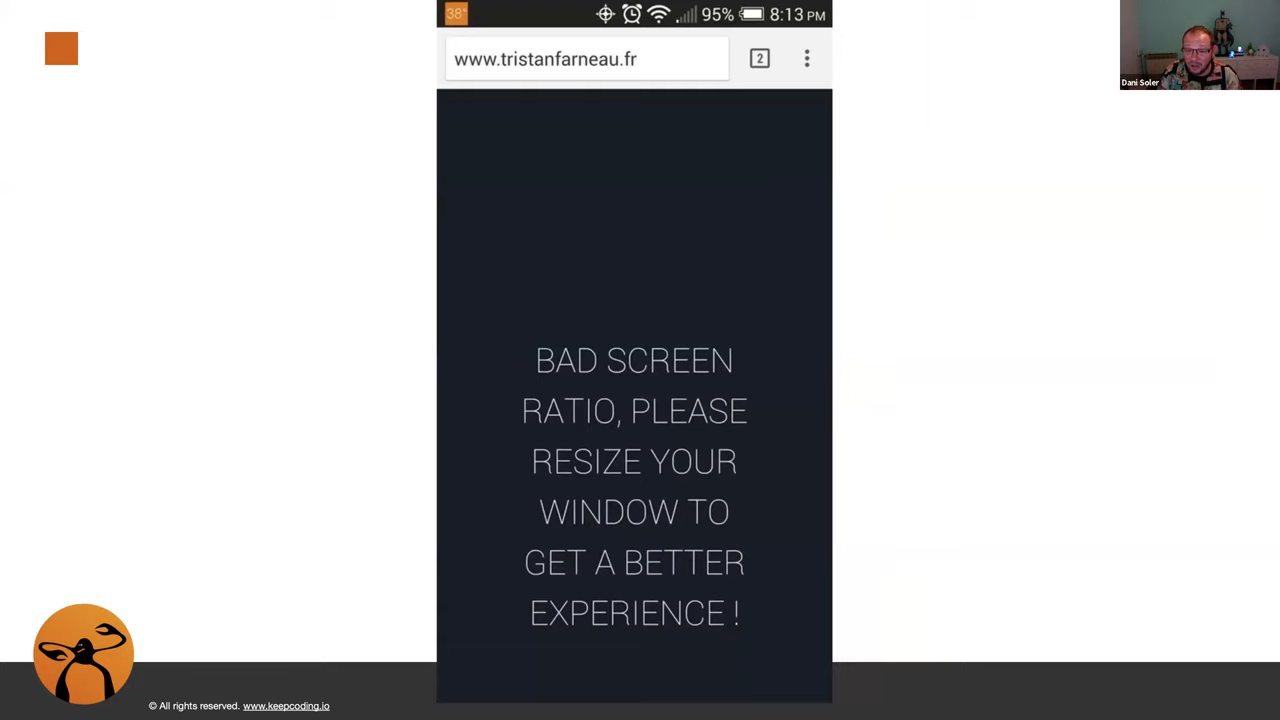 38°
95%
8:13 PM
www.tristanfarneau.fr
2
Dani Soler
BAD SCREEN
RATIO, PLEASE
RESIZE YOUR
WINDOW TO
GET A BETTER
EXPERIENCE !
© All rights reserved. www.keepcoding.io